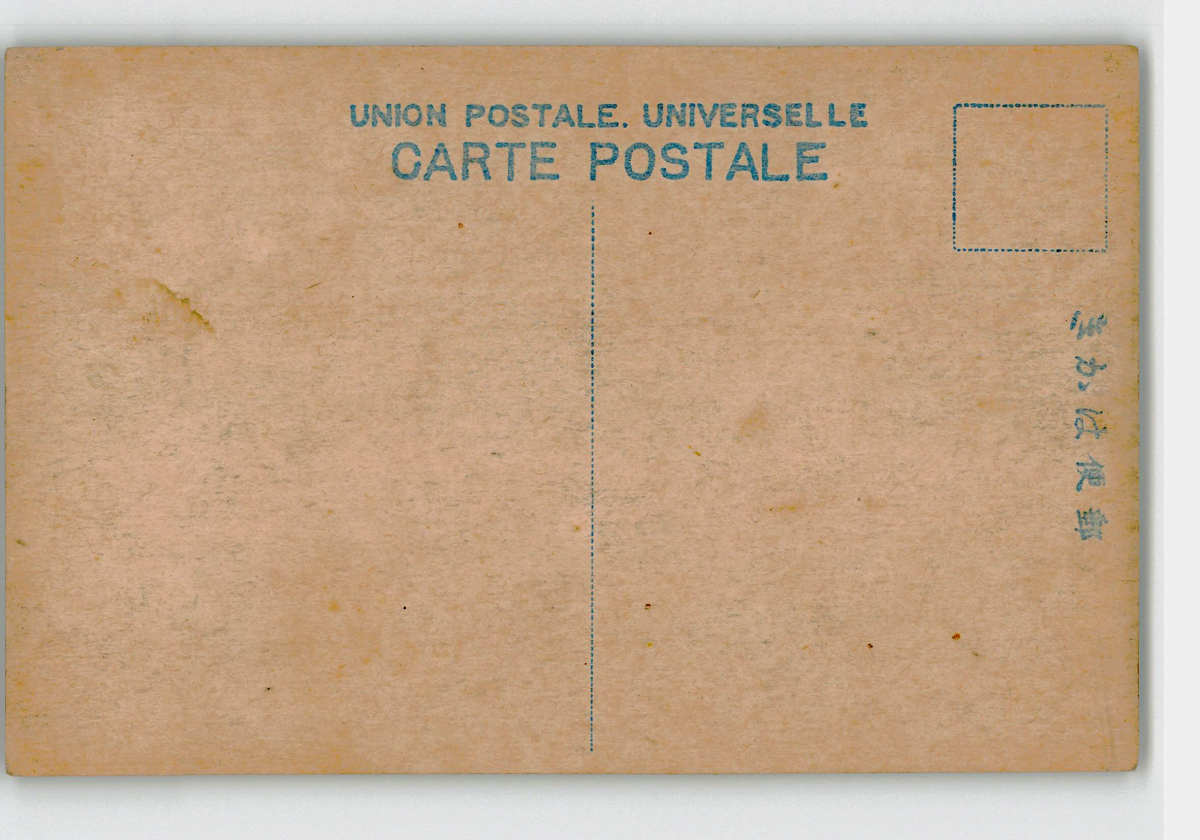 UNION POSTALE. UNIVERSELLE
CARTE POSTALE
郵便はかき